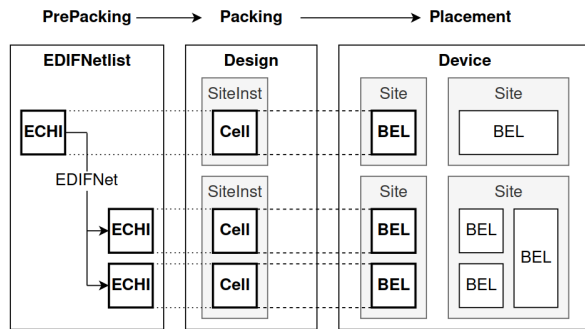 PrePacking Packing Placement
EDIFNetlist Design Device
SiteInst Site Site
ECHI Cell BEL BEL
EDIFNet
SiteInst Site Site
ECHI Cell BEL BEL
BEL
ECHI Cell BEL BEL